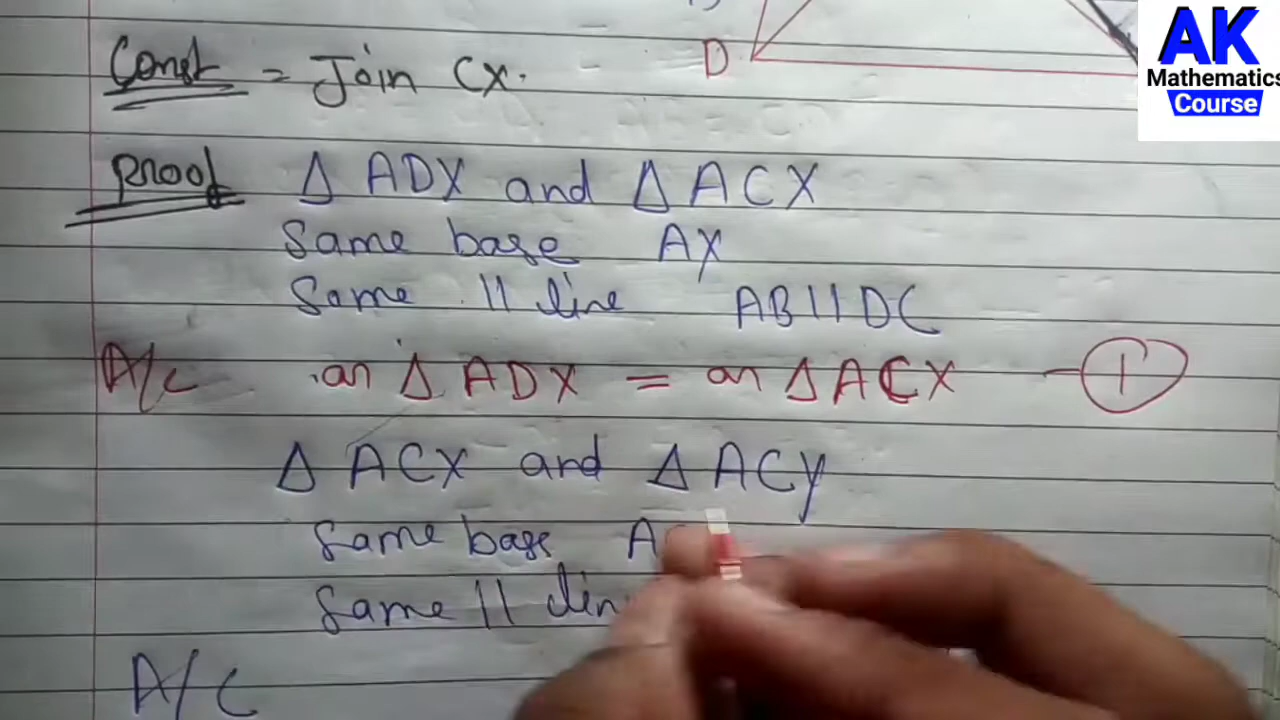 D
AK
Mathematics
Course
Const = Join CX.
Proof Δ ADX and Δ ACX
Same base AX
Same || line AB||DC
A/c ar Δ ADX = ar Δ ACX - 1
Δ ACX and Δ ACY
Same base A
Same ||
A/C